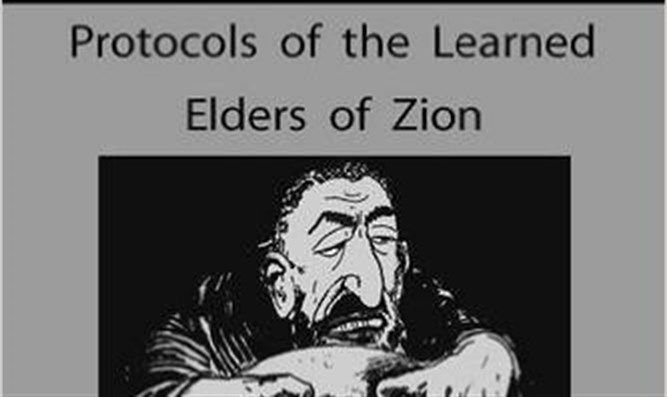 Protocols of the Learned
Elders of Zion